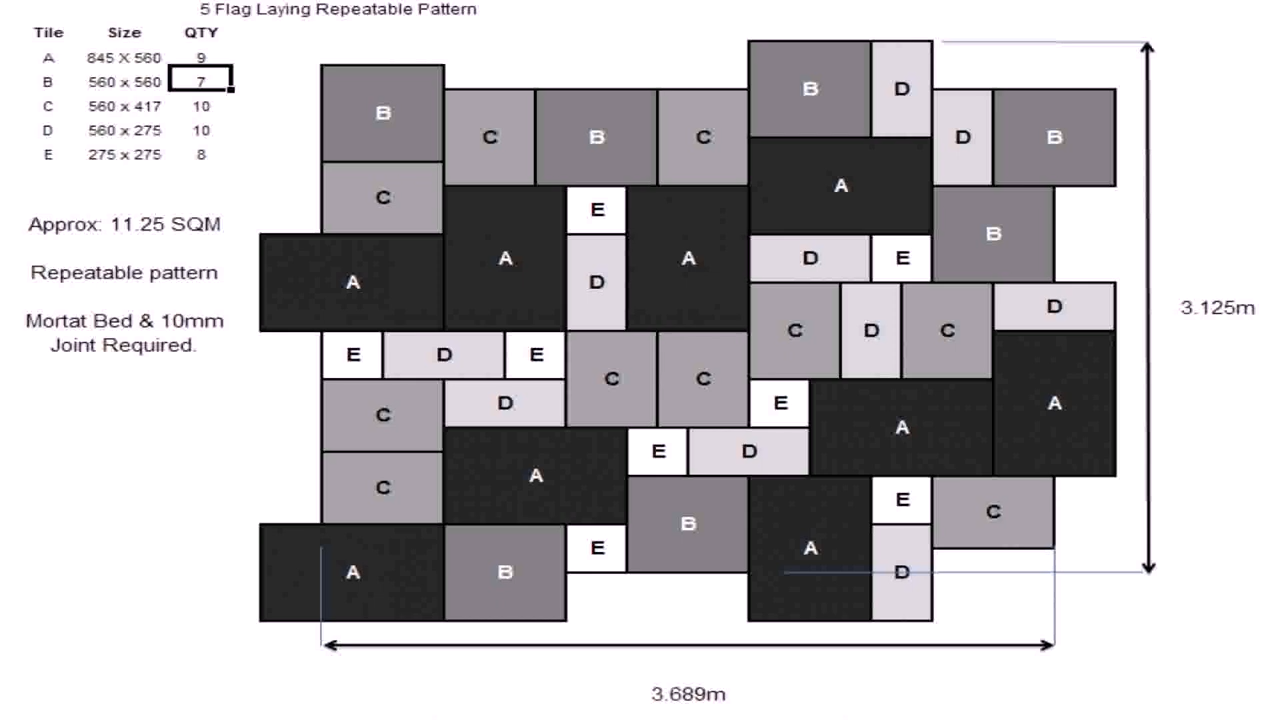 5 Flag Laying Repeatable Pattern
Tile Size QTY
A 845 X 560 9
B 560 x 560 7
C 560 x 417 10
D 560 x 275 10
E 275 x 275 8
Approx: 11.25 SQM
Repeatable pattern
Mortat Bed & 10mm
Joint Required.
B D
B C B C D B
A
C E B
A A D A D E
D
C D C
E D E C C
C D E A A
E D
C A E C
B
A B E A D
3.125m
3.689m